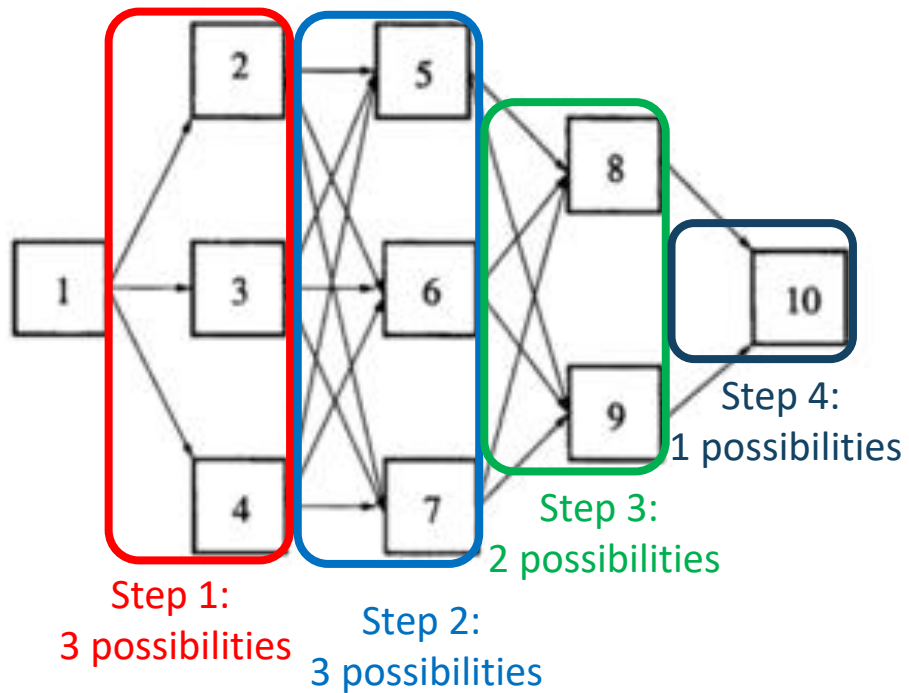 2
5
8
1
3
6
10
9
4
7
Step 4:
1 possibilities
Step 3:
2 possibilities
Step 1:
3 possibilities
Step 2:
3 possibilities